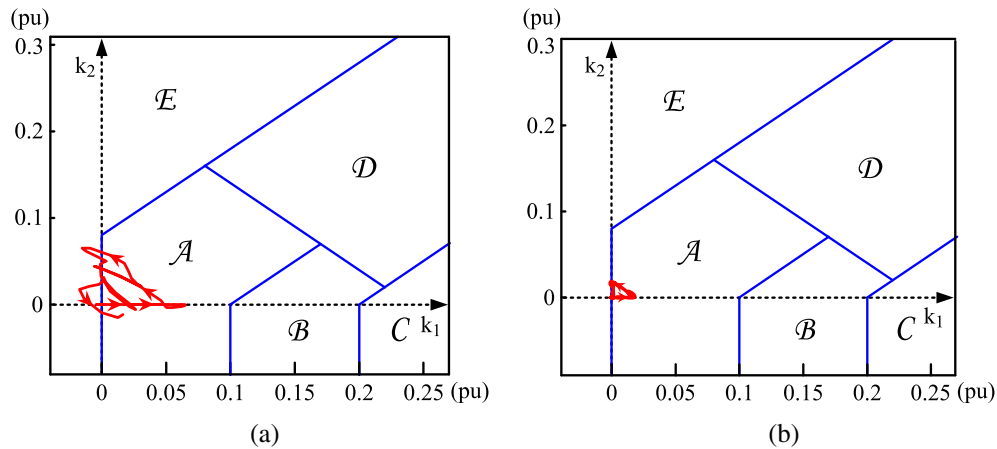 (pu)
0.3
k₂
ℰ
0.2
𝒟
𝒜
0.1
0
k₁
ℬ
𝒞
0 0.05 0.1 0.15 0.2 0.25 (pu)
(a)
(pu)
0.3
k₂
ℰ
0.2
𝒟
𝒜
0.1
0
k₁
ℬ
𝒞
0 0.05 0.1 0.15 0.2 0.25 (pu)
(b)